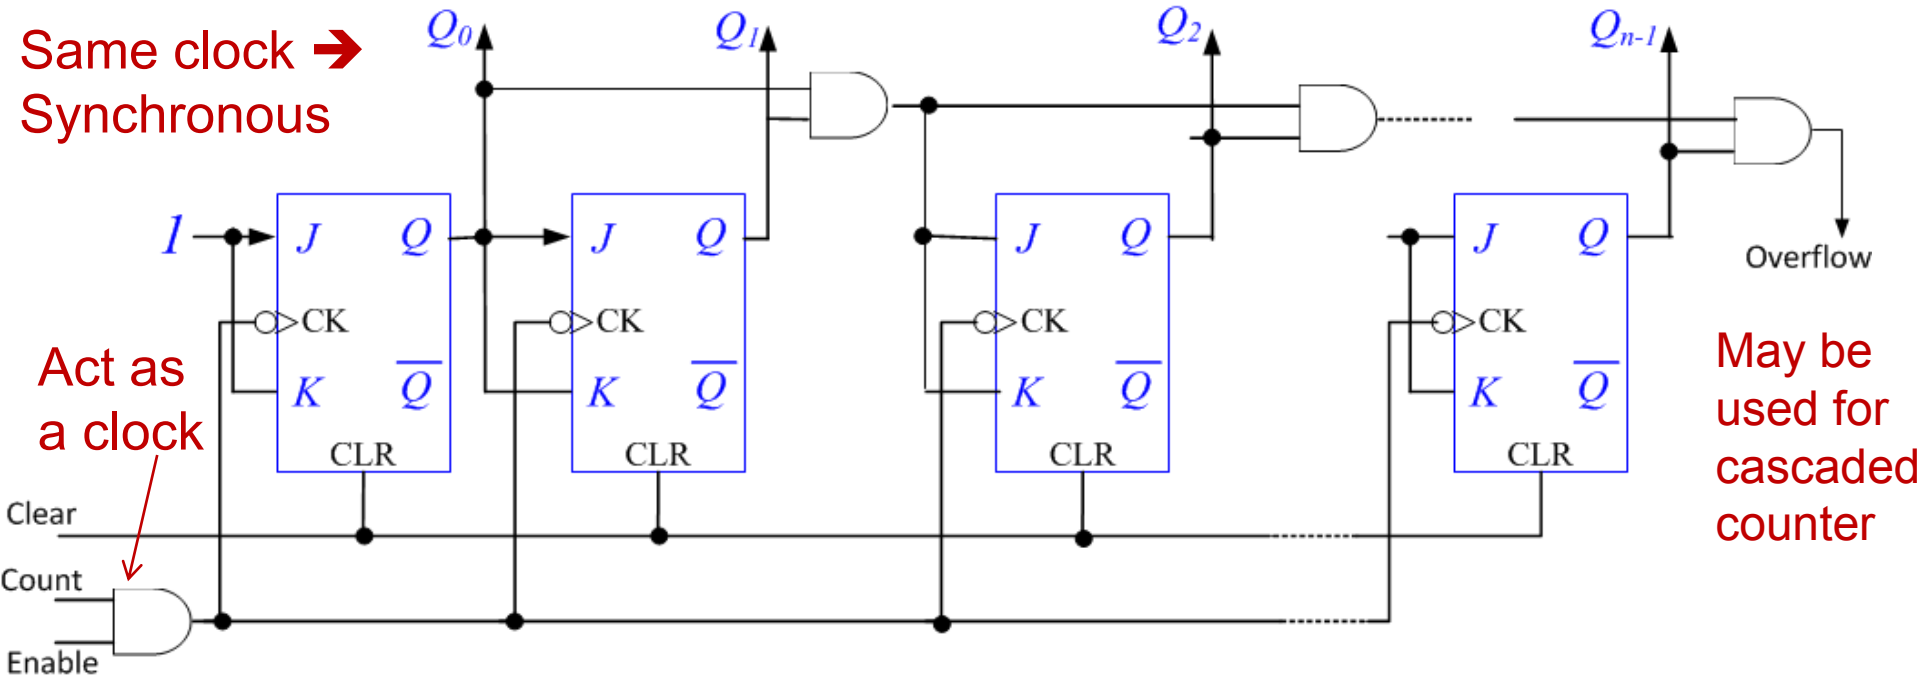 Same clock ➔
Synchronous
Q0
Q1
Q2
Qn-1
1
J Q
CK
K Q̅
CLR
J Q
CK
K Q̅
CLR
J Q
CK
K Q̅
CLR
J Q
CK
K Q̅
CLR
Overflow
May be
used for
cascaded
counter
Act as
a clock
Clear
Count
Enable